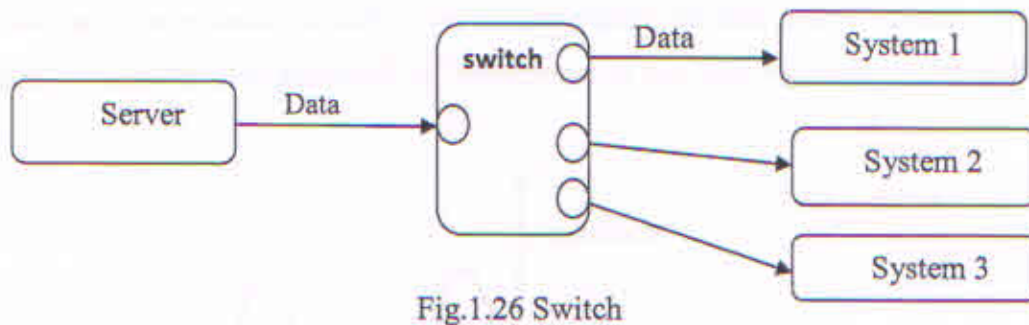 switch
Data
System 1
Server
Data
System 2
System 3
Fig.1.26 Switch